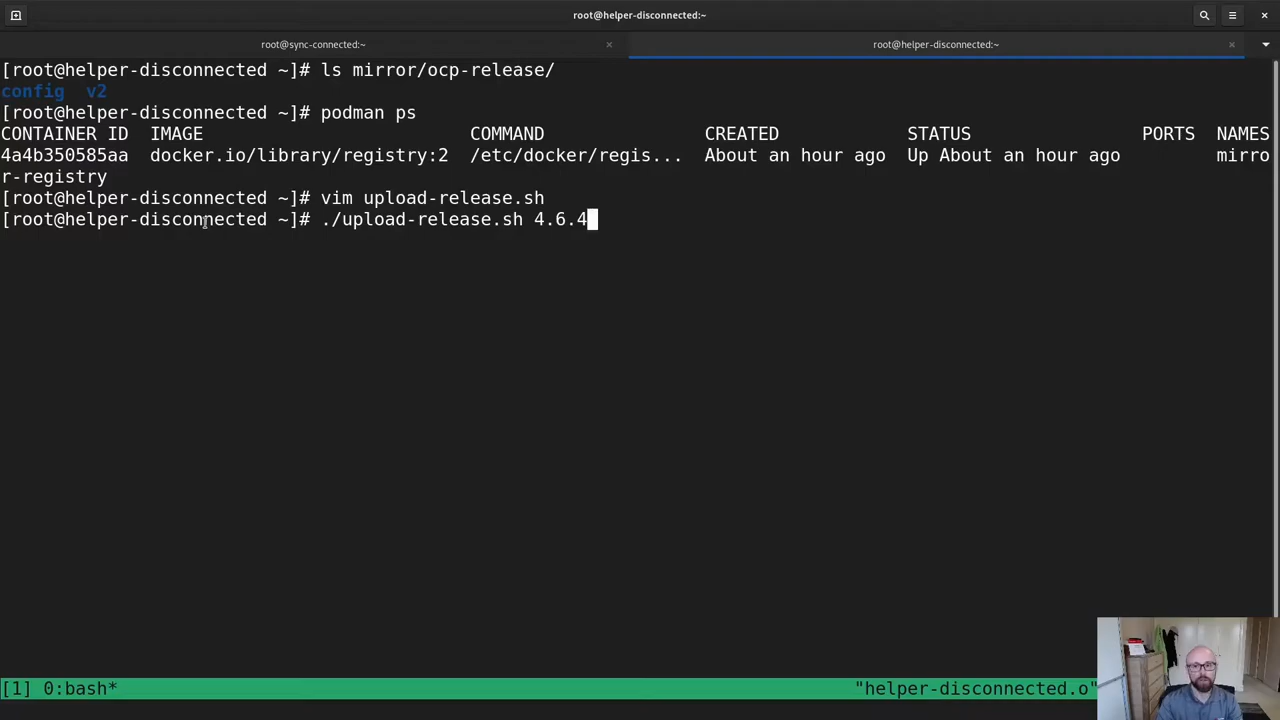 root@helper-disconnected:~
root@sync-connected:~
root@helper-disconnected:~
[root@helper-disconnected ~]# ls mirror/ocp-release/
config  v2
[root@helper-disconnected ~]# podman ps
CONTAINER ID  IMAGE                         COMMAND               CREATED            STATUS                PORTS   NAMES
4a4b350585aa  docker.io/library/registry:2  /etc/docker/regis...  About an hour ago  Up About an hour ago          mirro
r-registry
[root@helper-disconnected ~]# vim upload-release.sh
[root@helper-disconnected ~]# ./upload-release.sh 4.6.4
[1] 0:bash*
"helper-disconnected.o"